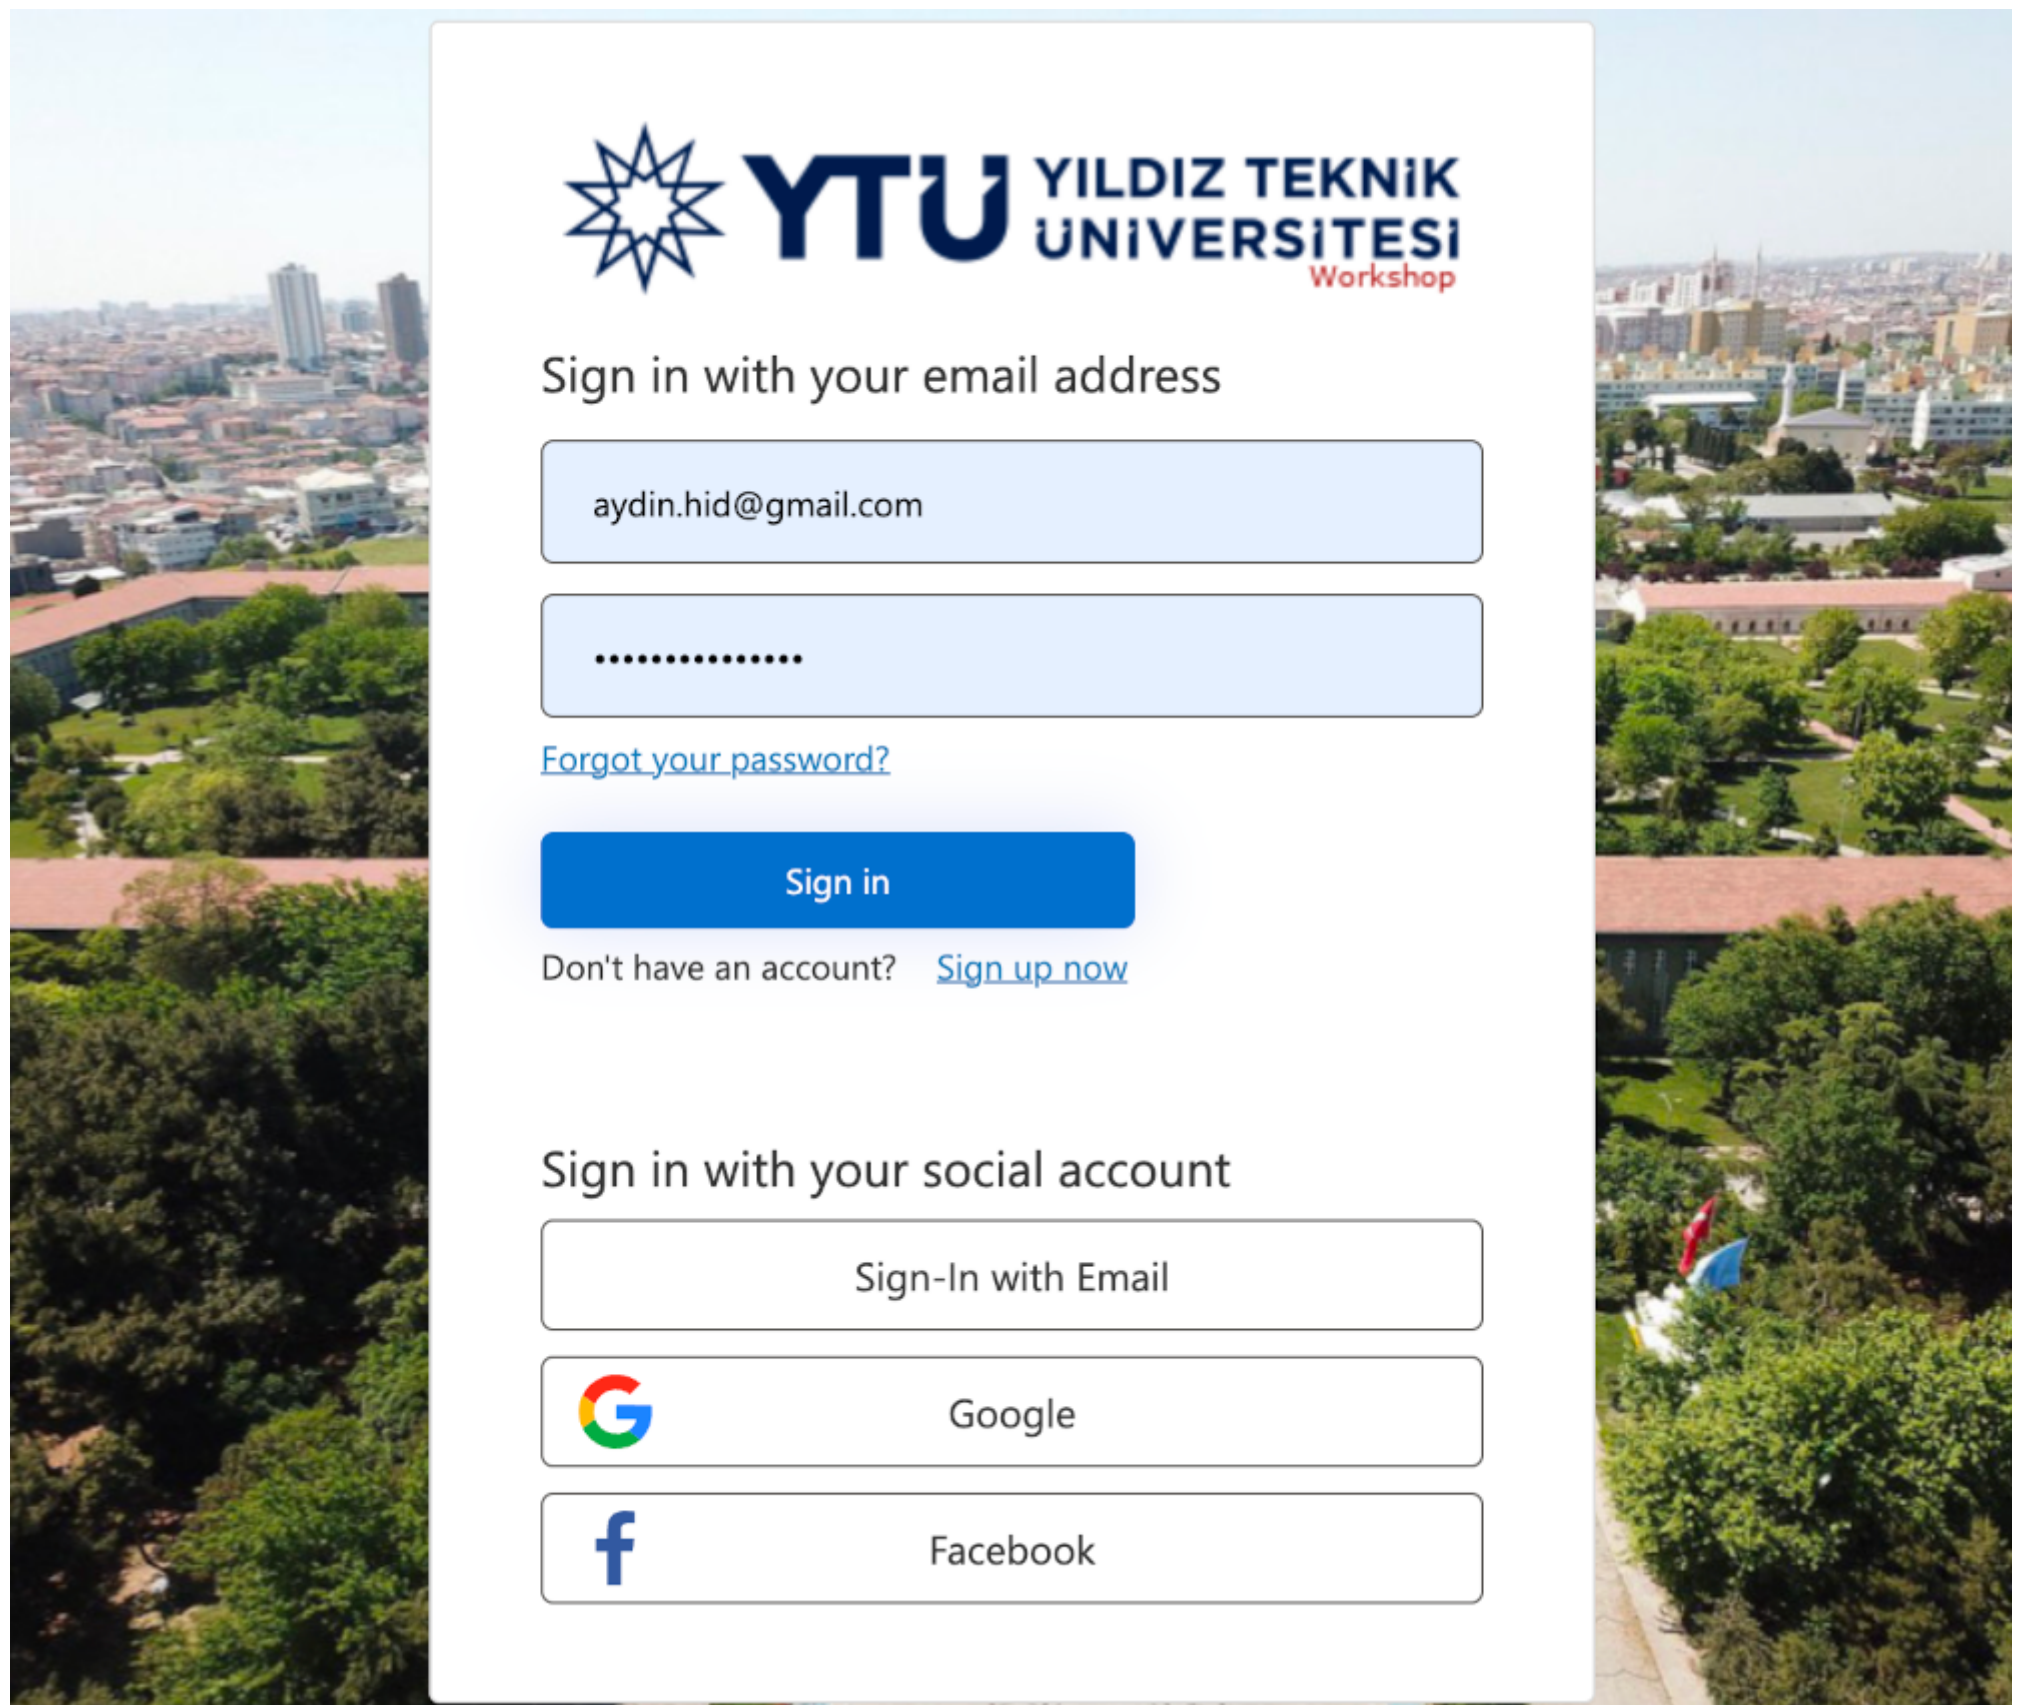 YTÜ YILDIZ TEKNİK
ÜNİVERSİTESİ
Workshop
Sign in with your email address
aydin.hid@gmail.com
•••••••••••••••
Forgot your password?
Sign in
Don't have an account? Sign up now
Sign in with your social account
Sign-In with Email
Google
Facebook